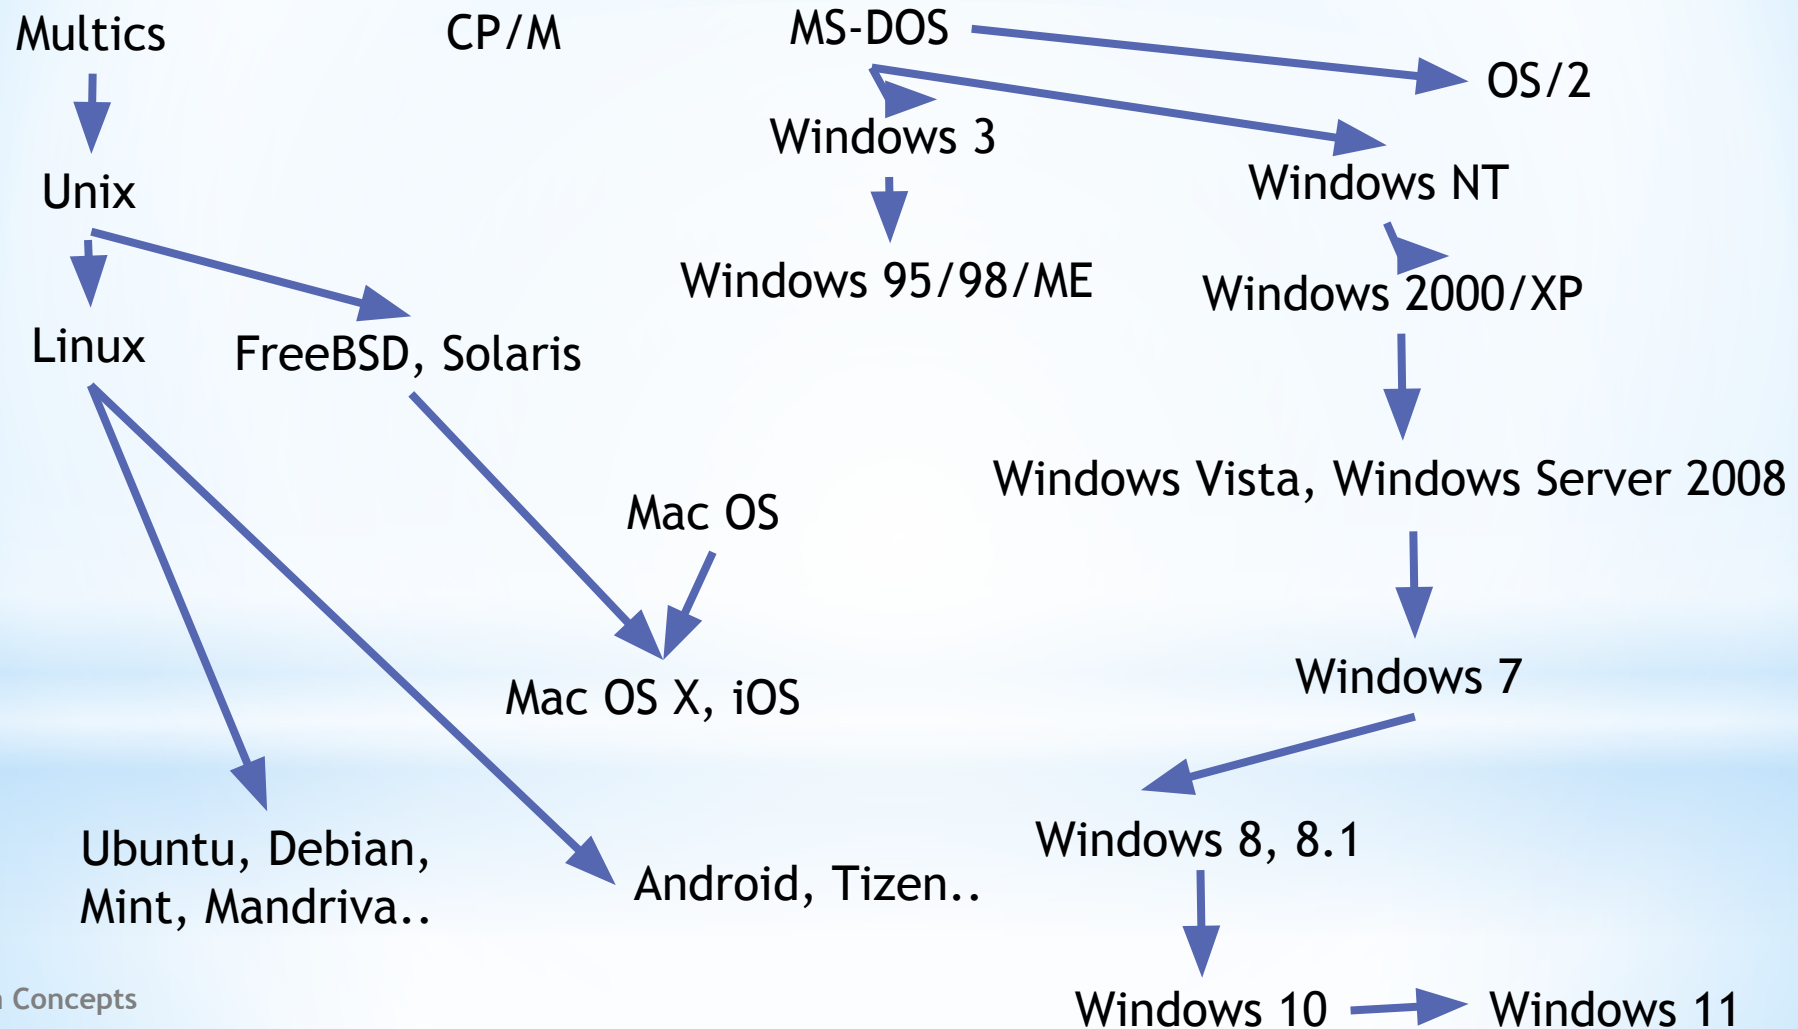 Multics
CP/M
MS-DOS
OS/2
Windows 3
Windows NT
Unix
Windows 95/98/ME
Windows 2000/XP
Linux
FreeBSD, Solaris
Windows Vista, Windows Server 2008
Mac OS
Windows 7
Mac OS X, iOS
Windows 8, 8.1
Ubuntu, Debian,
Mint, Mandriva..
Android, Tizen..
Concepts
Windows 10
Windows 11